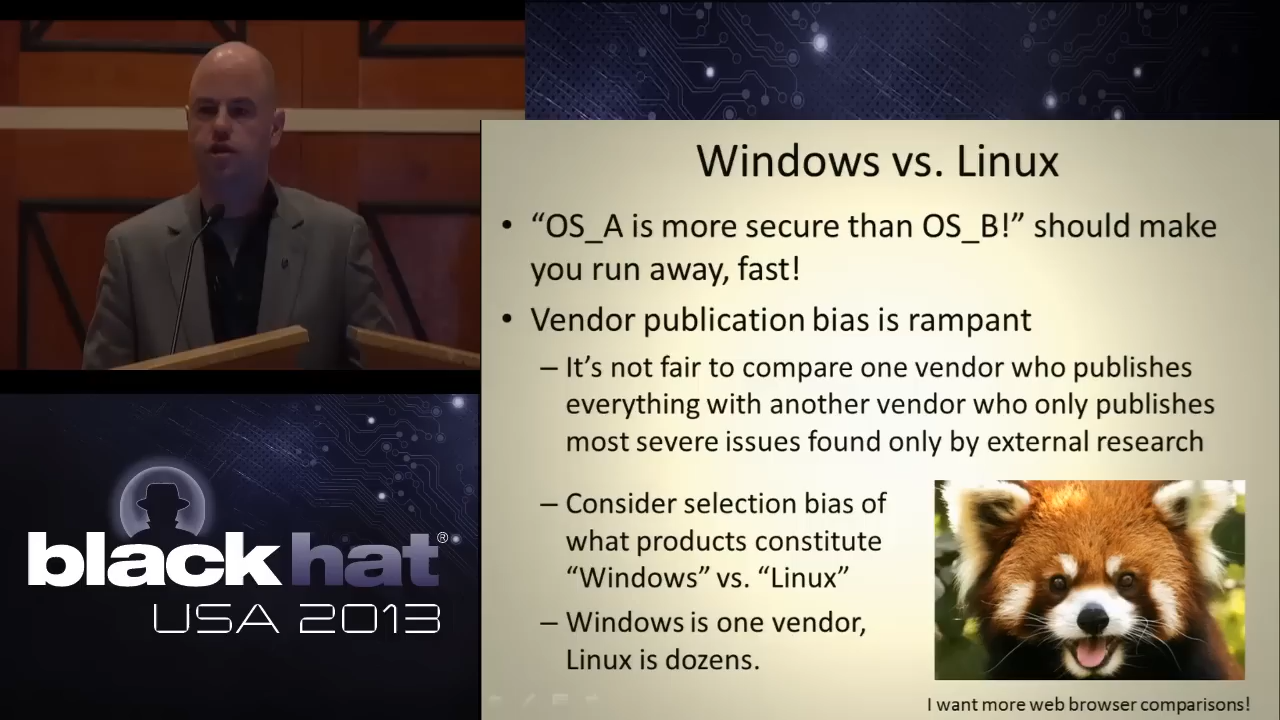 Windows vs. Linux
• “OS_A is more secure than OS_B!” should make
you run away, fast!
• Vendor publication bias is rampant
– It’s not fair to compare one vendor who publishes
everything with another vendor who only publishes
most severe issues found only by external research
– Consider selection bias of
what products constitute
“Windows” vs. “Linux”
– Windows is one vendor,
Linux is dozens.
I want more web browser comparisons!
blackhat®
USA 2013